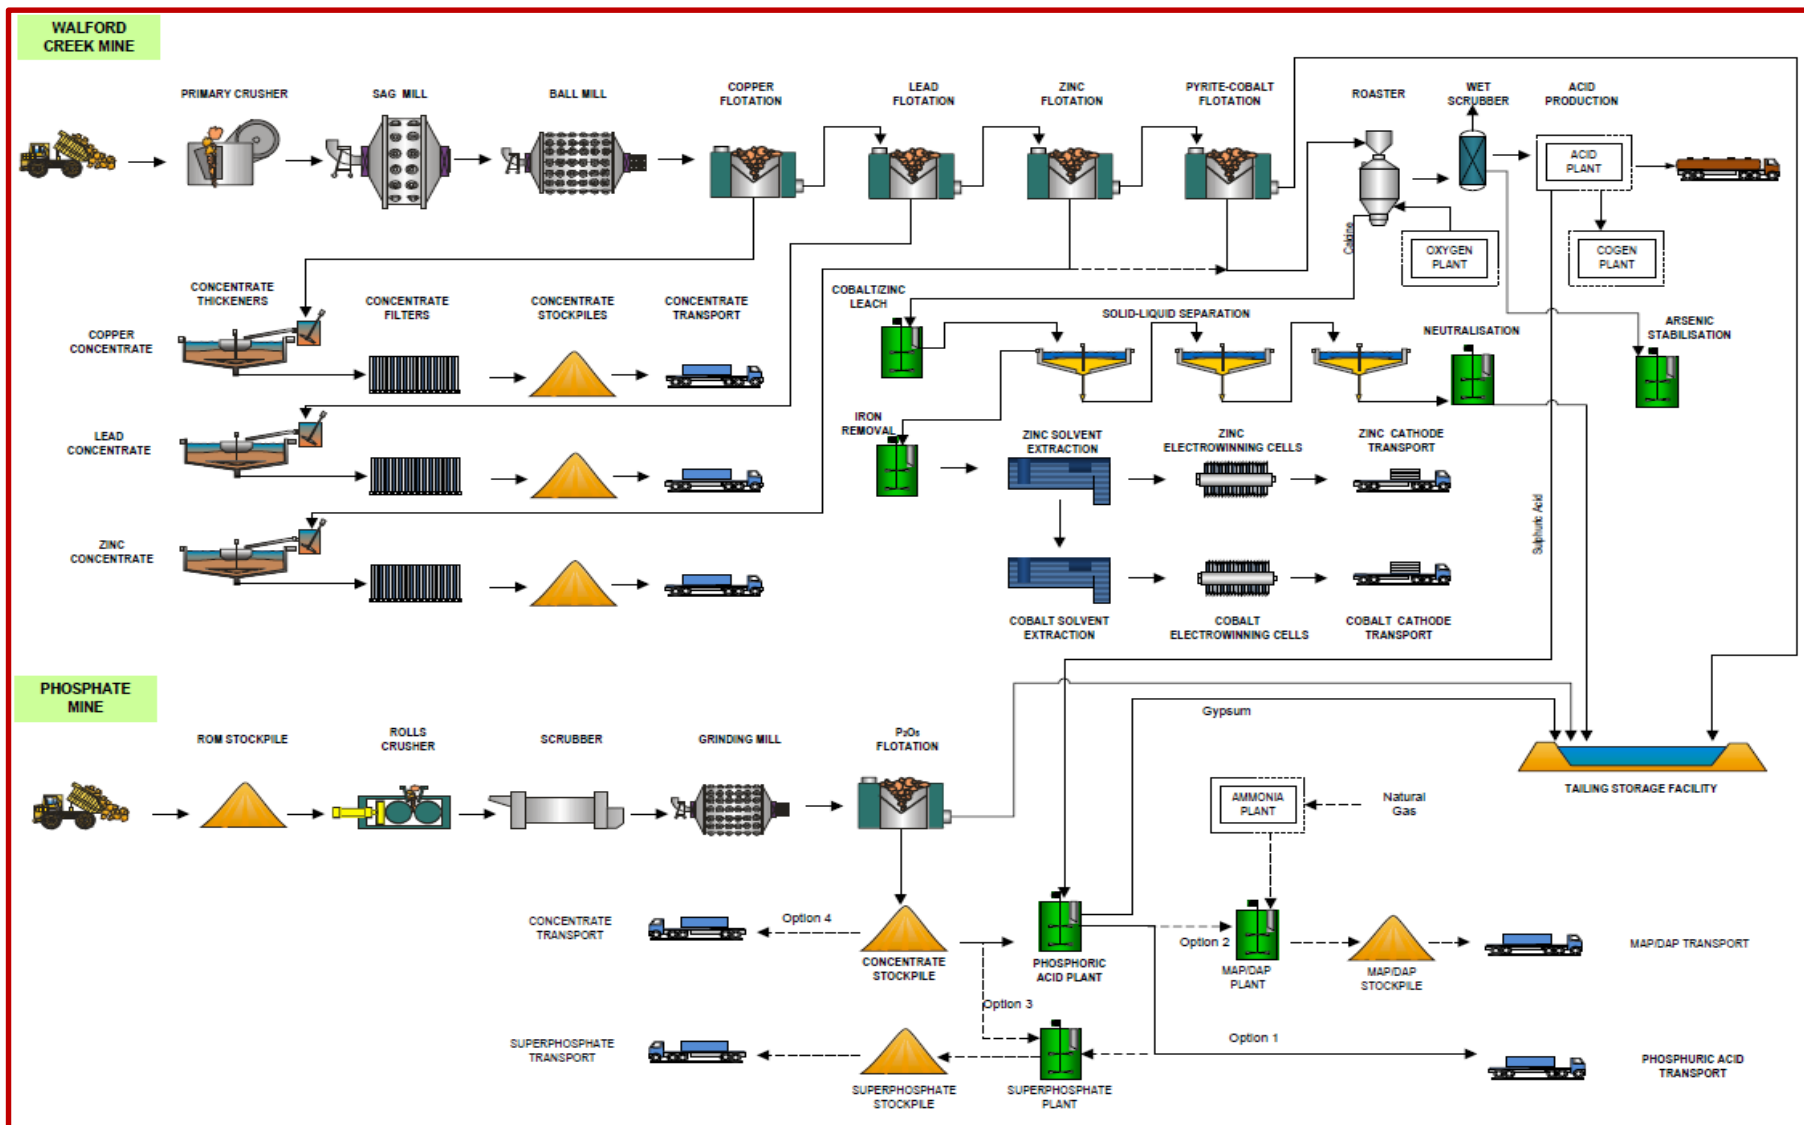 WALFORD
CREEK MINE
PRIMARY CRUSHER
SAG MILL
BALL MILL
COPPER
FLOTATION
LEAD
FLOTATION
ZINC
FLOTATION
PYRITE-COBALT
FLOTATION
ROASTER
WET
SCRUBBER
ACID
PRODUCTION
ACID
PLANT
Calcine
OXYGEN
PLANT
COGEN
PLANT
CONCENTRATE
THICKENERS
CONCENTRATE
FILTERS
CONCENTRATE
STOCKPILES
CONCENTRATE
TRANSPORT
COBALT/ZINC
LEACH
SOLID-LIQUID SEPARATION
NEUTRALISATION
ARSENIC
STABILISATION
COPPER
CONCENTRATE
IRON
REMOVAL
LEAD
CONCENTRATE
ZINC SOLVENT
EXTRACTION
ZINC
ELECTROWINNING CELLS
ZINC CATHODE
TRANSPORT
Sulphuric Acid
ZINC
CONCENTRATE
COBALT SOLVENT
EXTRACTION
COBALT
ELECTROWINNING CELLS
COBALT CATHODE
TRANSPORT
PHOSPHATE
MINE
Gypsum
ROM STOCKPILE
ROLLS
CRUSHER
SCRUBBER
GRINDING MILL
P₂O₅
FLOTATION
TAILING STORAGE FACILITY
AMMONIA
PLANT
Natural
Gas
CONCENTRATE
TRANSPORT
Option 4
CONCENTRATE
STOCKPILE
PHOSPHORIC
ACID PLANT
Option 2
MAP/DAP
PLANT
MAP/DAP
STOCKPILE
MAP/DAP TRANSPORT
Option 3
SUPERPHOSPHATE
TRANSPORT
Option 1
SUPERPHOSPHATE
STOCKPILE
SUPERPHOSPHATE
PLANT
PHOSPHURIC ACID
TRANSPORT